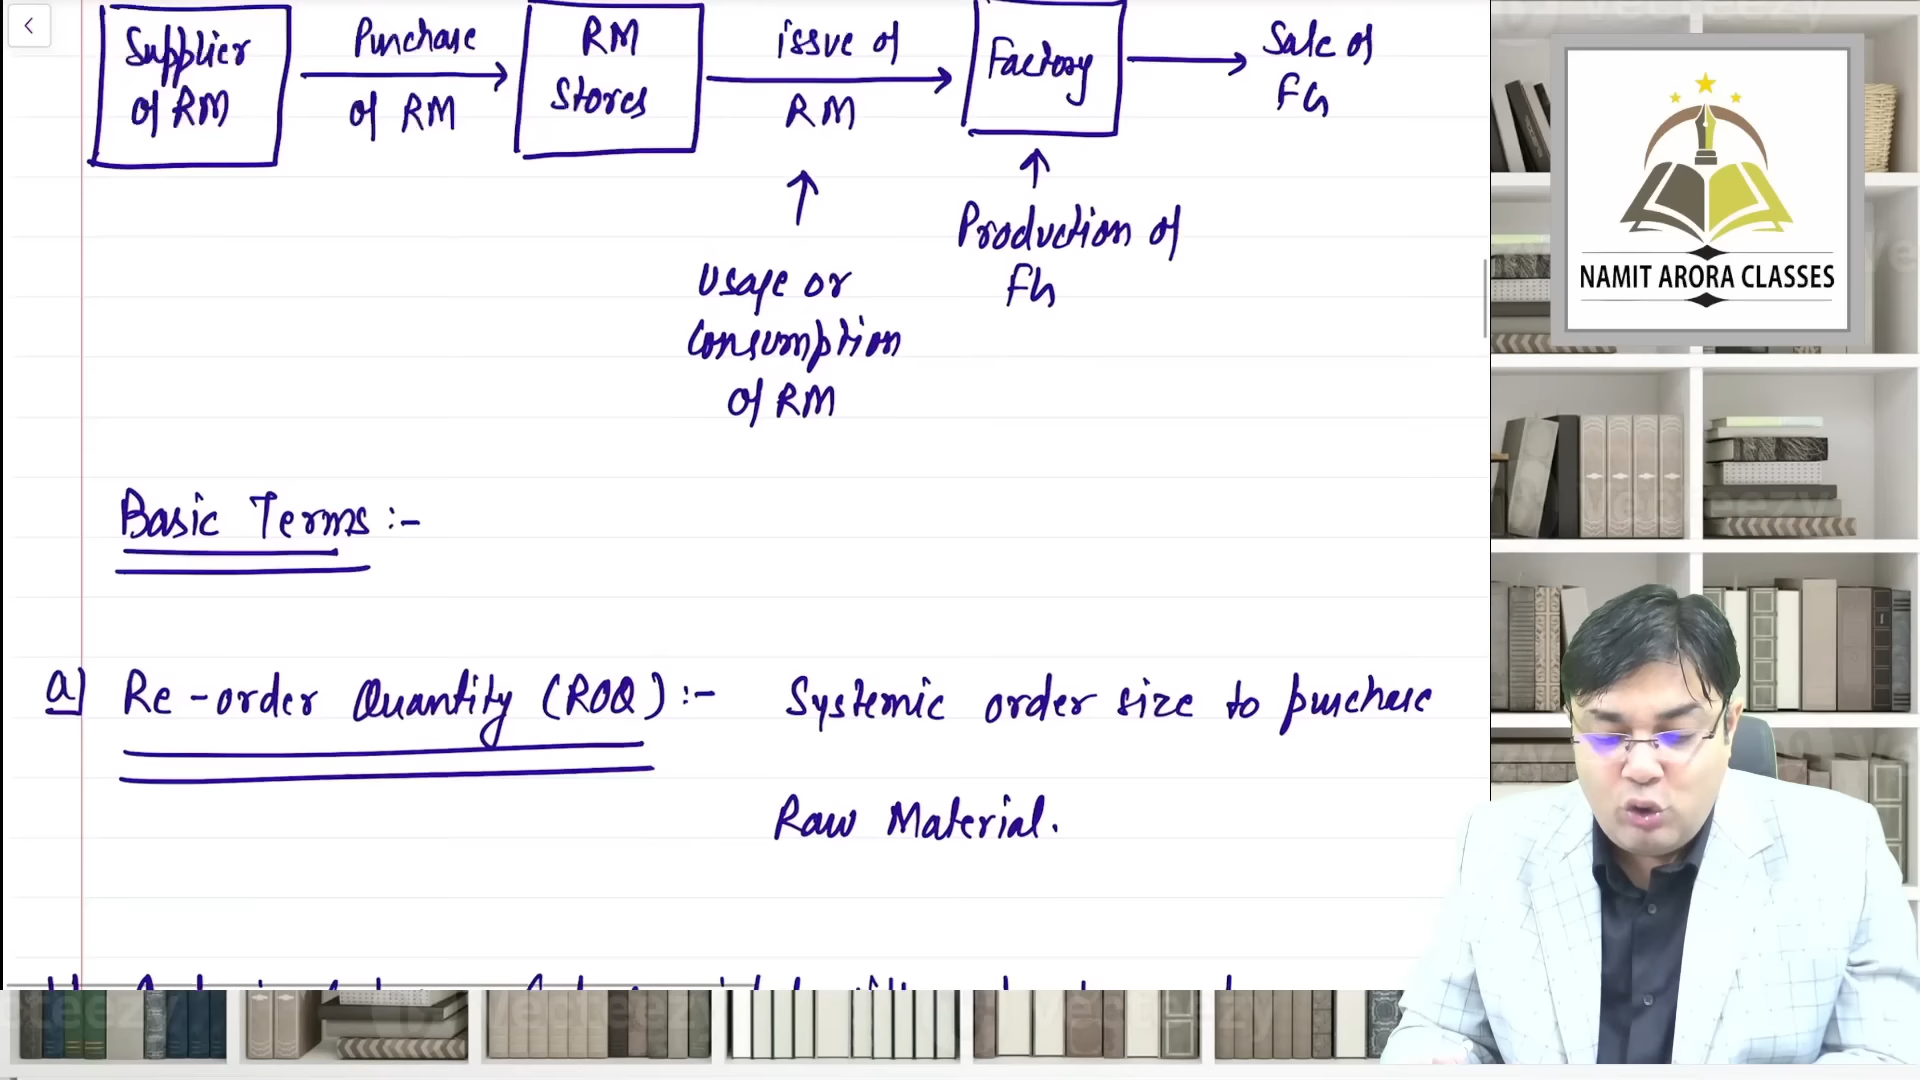 Supplier
of RM
Purchase
of RM
RM
Stores
issue of
RM
Factory
Sale of
FG
Usage or
Consumption
of RM
Production of
FG
NAMIT ARORA CLASSES
Basic Terms :-
a) Re-order Quantity (ROQ) :- Systemic order size to purchase
Raw Material.